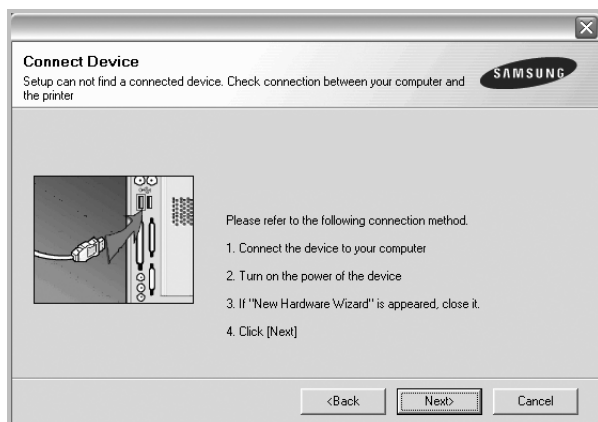 Connect Device
Setup can not find a connected device. Check connection between your computer and
the printer
SAMSUNG
Please refer to the following connection method.
1. Connect the device to your computer
2. Turn on the power of the device
3. If "New Hardware Wizard" is appeared, close it.
4. Click [Next]
<Back
Next>
Cancel